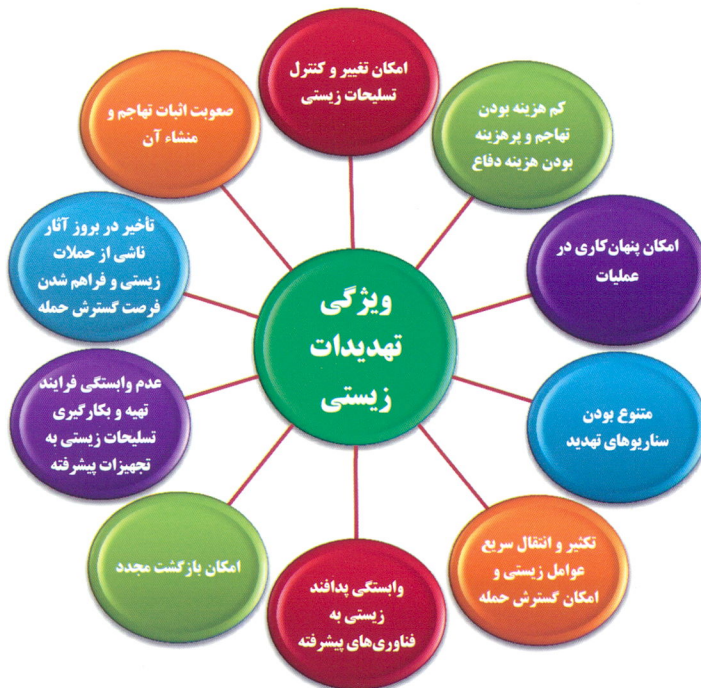 ویژگی
تهدیدات
زیستی
امکان تغییر و کنترل
تسلیحات زیستی
کم هزینه بودن
تهاجم و پرهزینه
بودن هزینه دفاع
امکان پنهان‌کاری در
عملیات
متنوع بودن
سناریوهای تهدید
تکثیر و انتقال سریع
عوامل زیستی و
امکان گسترش حمله
وابستگی پدافند
زیستی به
فناوری‌های پیشرفته
امکان بازگشت مجدد
عدم وابستگی فرایند
تهیه و بکارگیری
تسلیحات زیستی به
تجهیزات پیشرفته
تأخیر در بروز آثار
ناشی از حملات
زیستی و فراهم شدن
فرصت گسترش حمله
صعوبت اثبات تهاجم و
منشاء آن